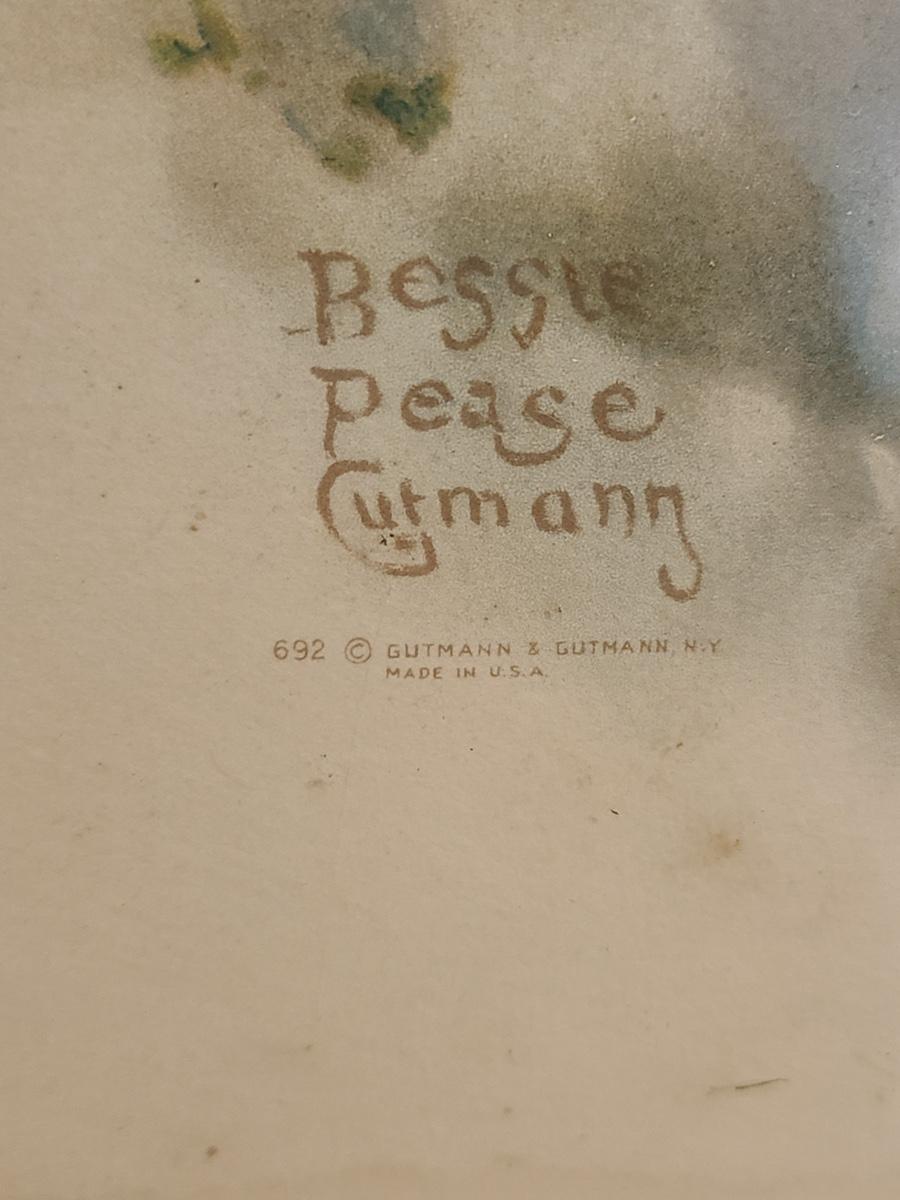 Bessie
Pease
Gutmann
692 © GUTMANN & GUTMANN, N.Y
MADE IN U.S.A.